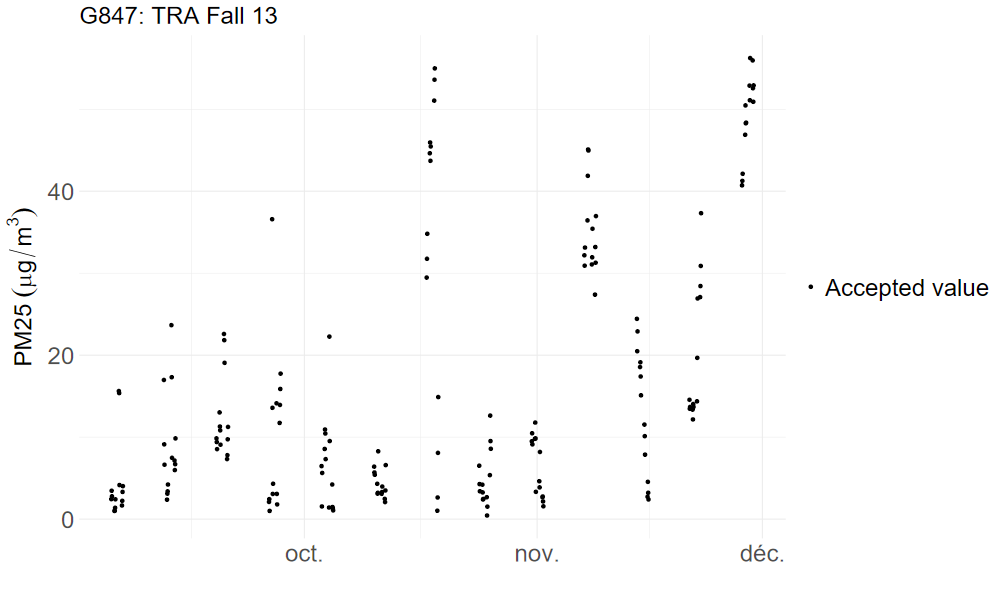 G847: TRA Fall 13
PM25 (µg/m³)
40
20
0
oct.
nov.
déc.
Accepted value